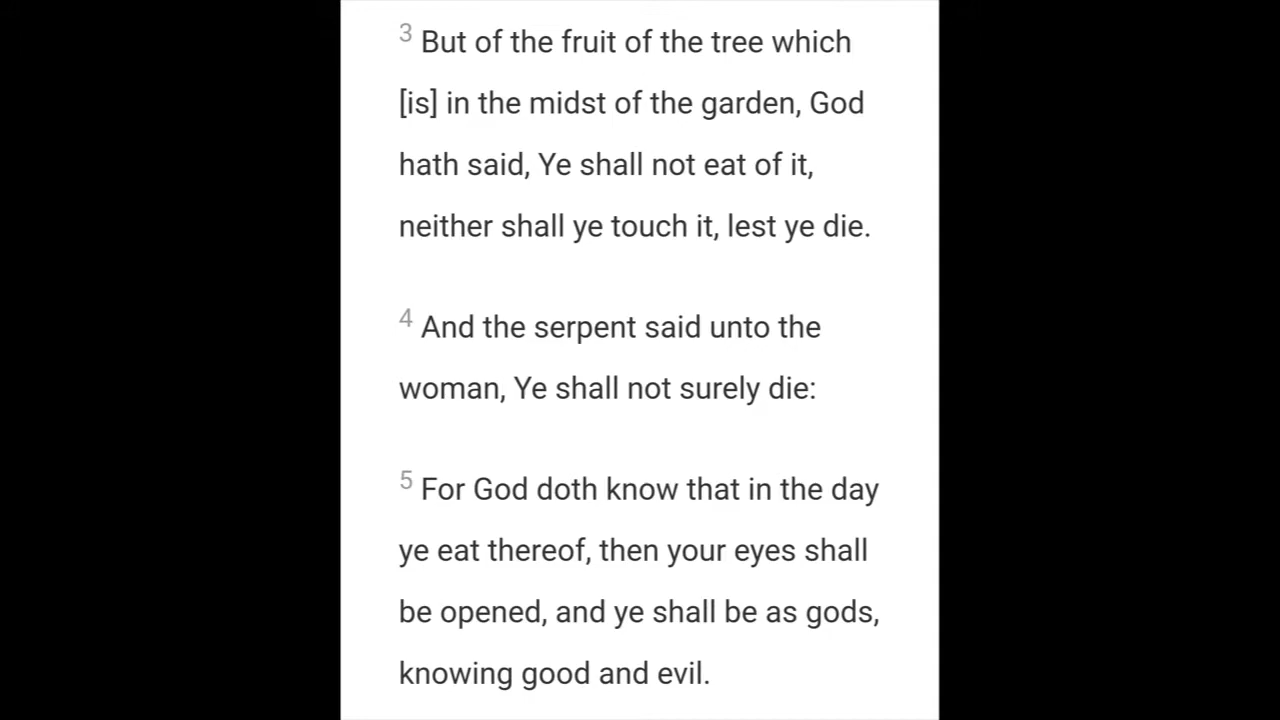 3 But of the fruit of the tree which
[is] in the midst of the garden, God
hath said, Ye shall not eat of it,
neither shall ye touch it, lest ye die.
4 And the serpent said unto the
woman, Ye shall not surely die:
5 For God doth know that in the day
ye eat thereof, then your eyes shall
be opened, and ye shall be as gods,
knowing good and evil.